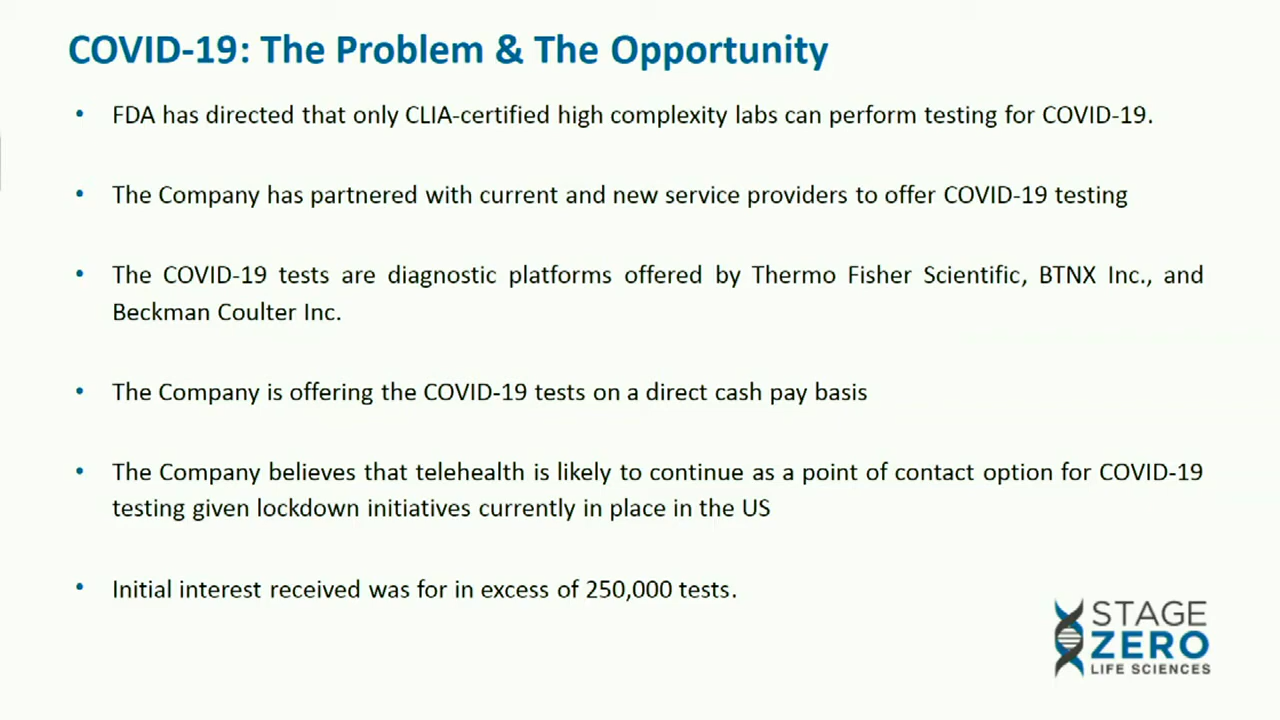 COVID-19: The Problem & The Opportunity
• FDA has directed that only CLIA-certified high complexity labs can perform testing for COVID-19.
• The Company has partnered with current and new service providers to offer COVID-19 testing
• The COVID-19 tests are diagnostic platforms offered by Thermo Fisher Scientific, BTNX Inc., and
Beckman Coulter Inc.
• The Company is offering the COVID-19 tests on a direct cash pay basis
• The Company believes that telehealth is likely to continue as a point of contact option for COVID-19
testing given lockdown initiatives currently in place in the US
• Initial interest received was for in excess of 250,000 tests.
STAGE
ZERO
LIFE SCIENCES